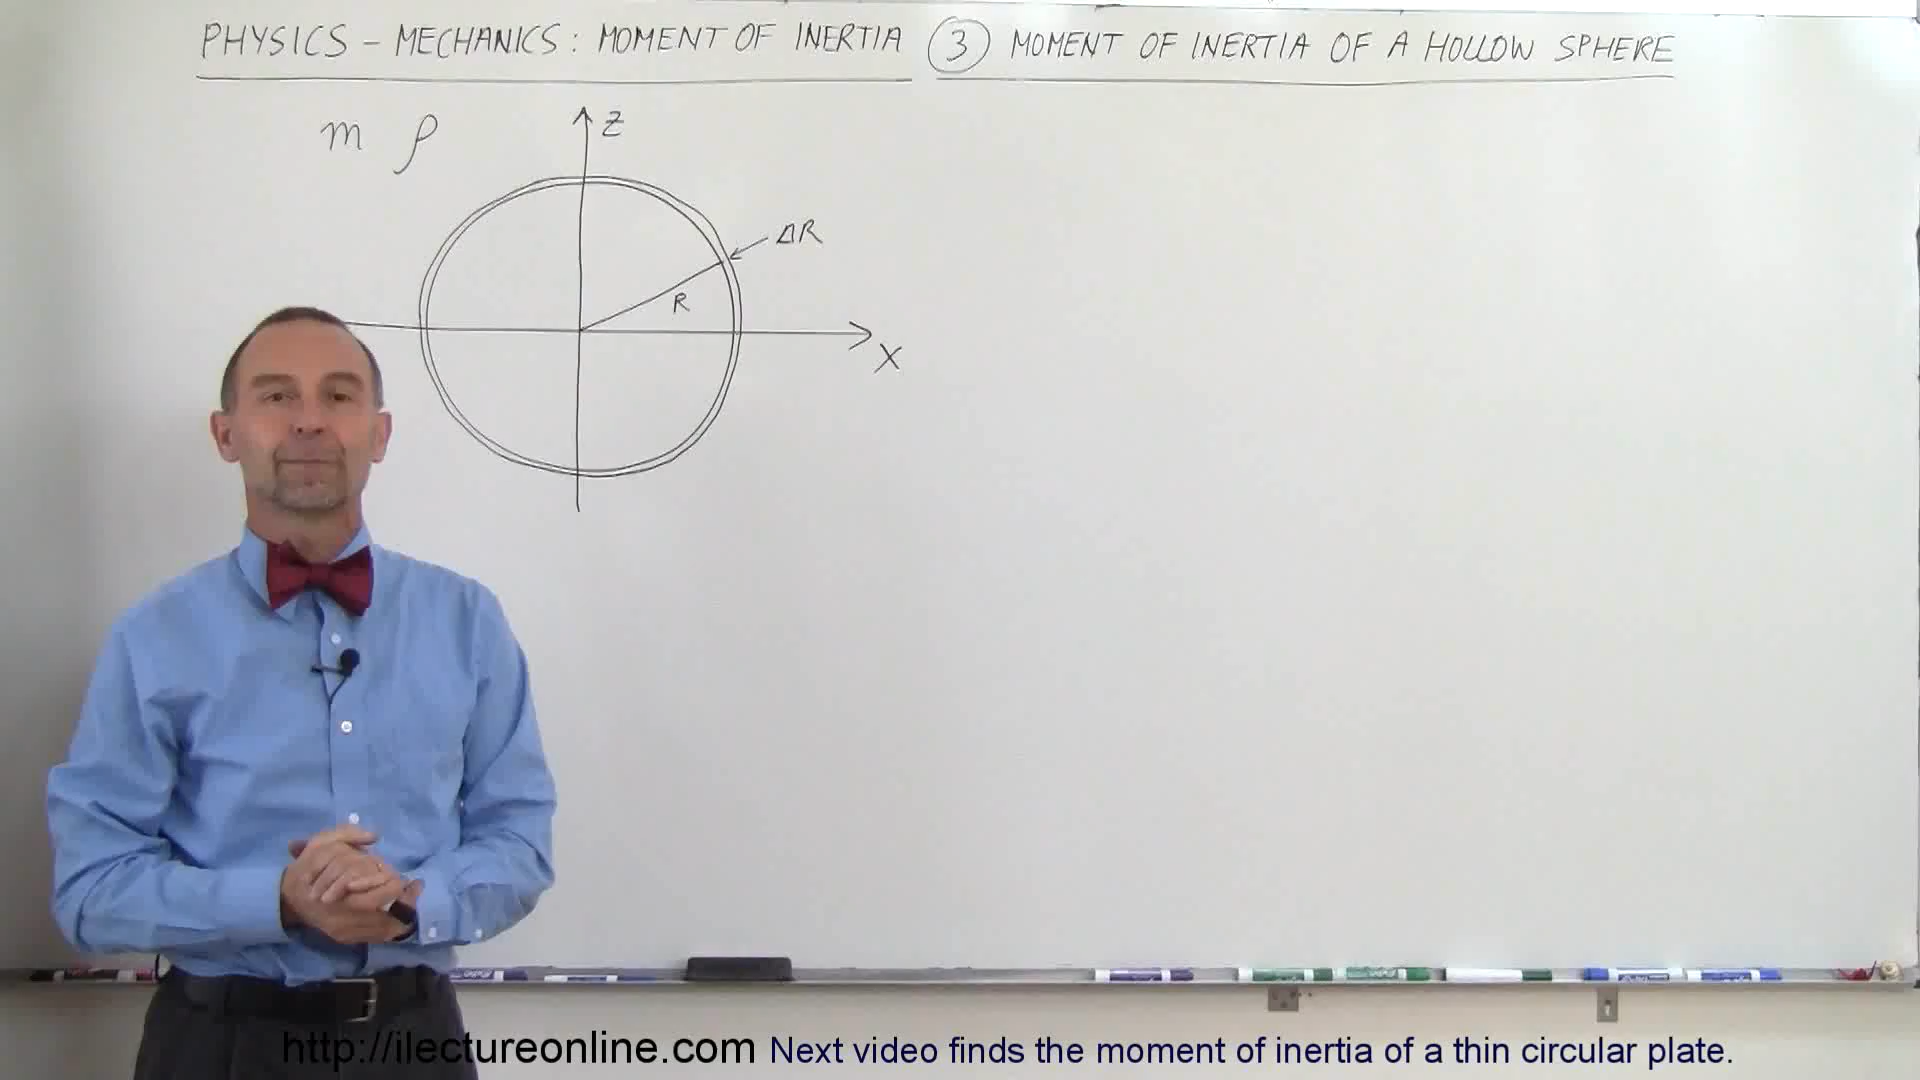 PHYSICS - MECHANICS: MOMENT OF INERTIA ③ MOMENT OF INERTIA OF A HOLLOW SPHERE
m ρ
Z
ΔR
R
X
http://ilectureonline.com Next video finds the moment of inertia of a thin circular plate.